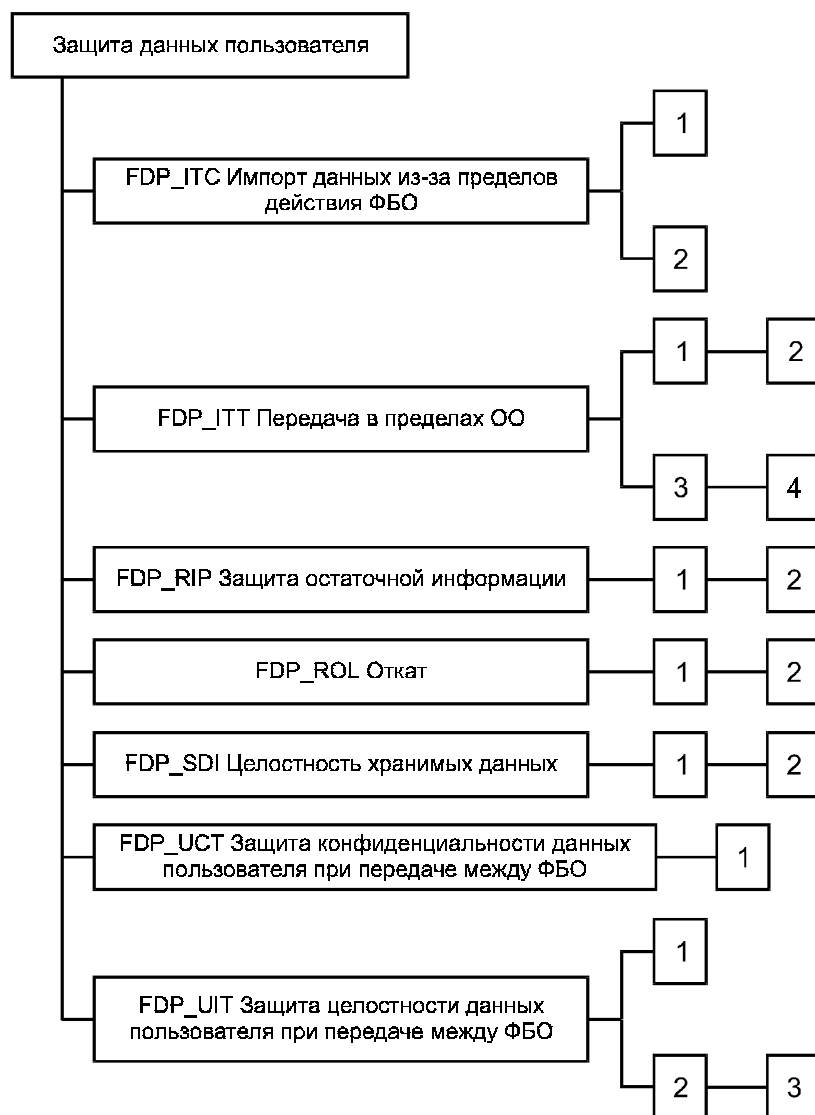 Защита данных пользователя
1
FDP_ITC Импорт данных из-за пределов
действия ФБО
2
1 2
FDP_ITT Передача в пределах ОО
3 4
FDP_RIP Защита остаточной информации 1 2
FDP_ROL Откат 1 2
FDP_SDI Целостность хранимых данных 1 2
FDP_UCT Защита конфиденциальности данных
пользователя при передаче между ФБО
1
1
FDP_UIT Защита целостности данных
пользователя при передаче между ФБО
2 3